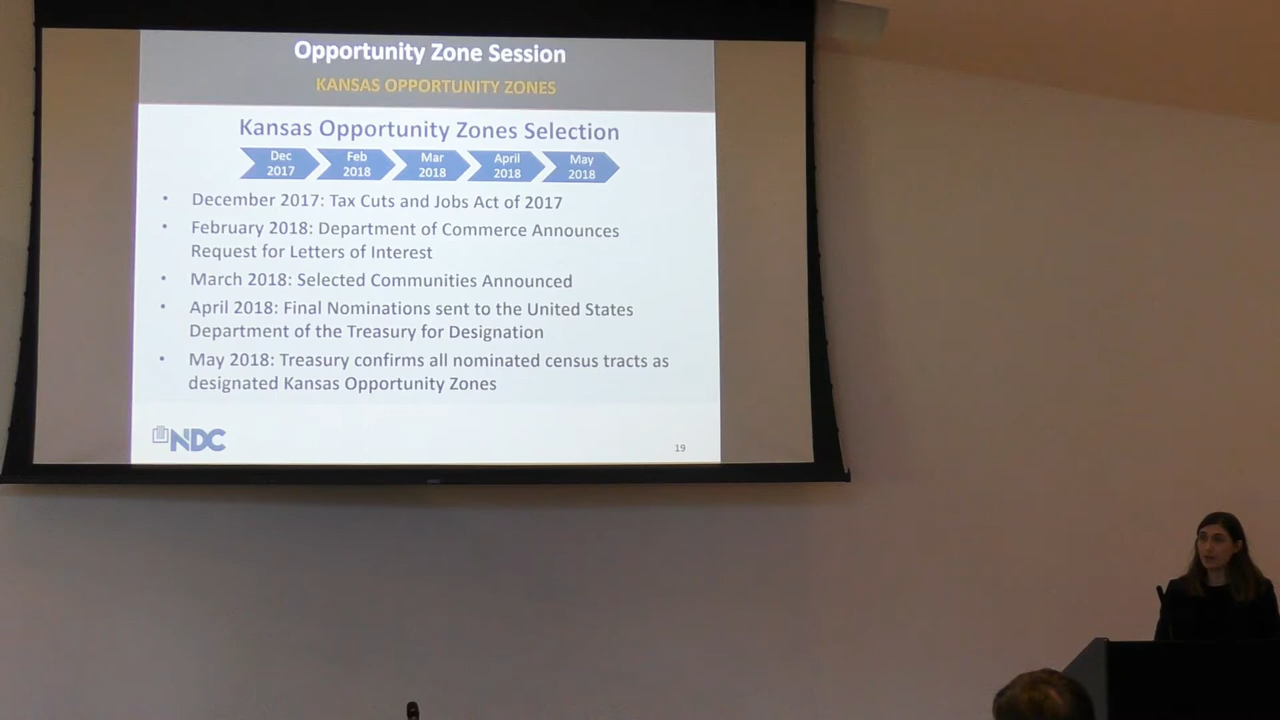 Opportunity Zone Session
KANSAS OPPORTUNITY ZONES
Kansas Opportunity Zones Selection
Dec
2017
Feb
2018
Mar
2018
April
2018
May
2018
• December 2017: Tax Cuts and Jobs Act of 2017
• February 2018: Department of Commerce Announces
Request for Letters of Interest
• March 2018: Selected Communities Announced
• April 2018: Final Nominations sent to the United States
Department of the Treasury for Designation
• May 2018: Treasury confirms all nominated census tracts as
designated Kansas Opportunity Zones
NDC
19